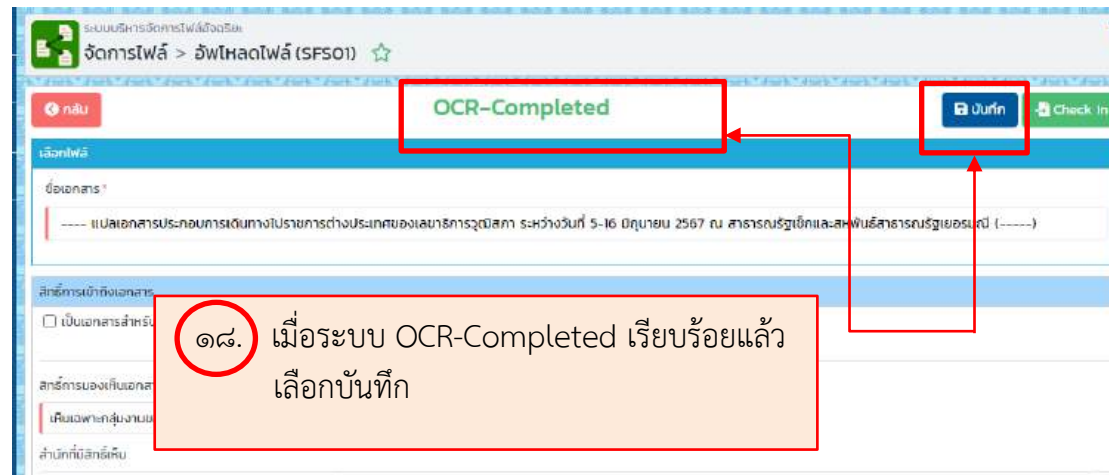 ระบบบริหารจัดการไฟล์อัจฉริยะ
จัดการไฟล์ > อัพโหลดไฟล์ (SFS01)
กลับ
OCR-Completed
บันทึก
Check In
เลือกไฟล์
ชื่อเอกสาร *
---- แปลเอกสารประกอบการเดินทางไปราชการต่างประเทศของเลขาธิการวุฒิสภา ระหว่างวันที่ 5-16 มิถุนายน 2567 ณ สาธารณรัฐเช็กและสหพันธ์สาธารณรัฐเยอรมนี (-----)
สิทธิ์การเข้าถึงเอกสาร
เป็นเอกสารสำหรับ
๑๘. เมื่อระบบ OCR-Completed เรียบร้อยแล้ว
เลือกบันทึก
สิทธิ์การมองเห็นเอกสาร
เห็นเฉพาะกลุ่มงาน
สำนักที่มีสิทธิ์เห็น